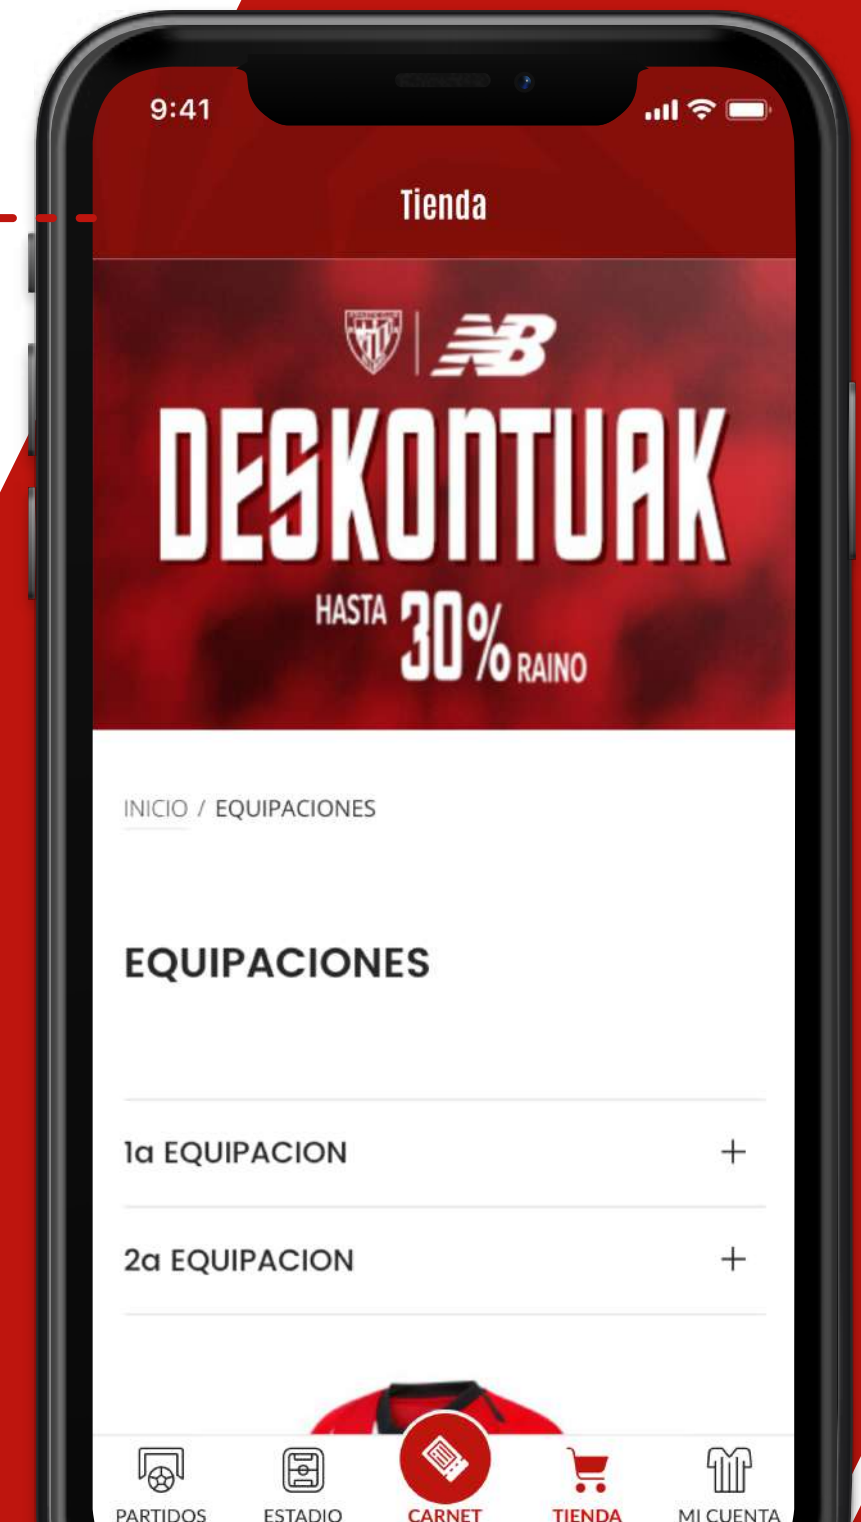 9:41
Tienda
NB
DESKONTUAK
HASTA 30% RAINO
INICIO / EQUIPACIONES
EQUIPACIONES
1a EQUIPACION +
2a EQUIPACION +
PARTIDOS ESTADIO CARNET TIENDA MI CUENTA